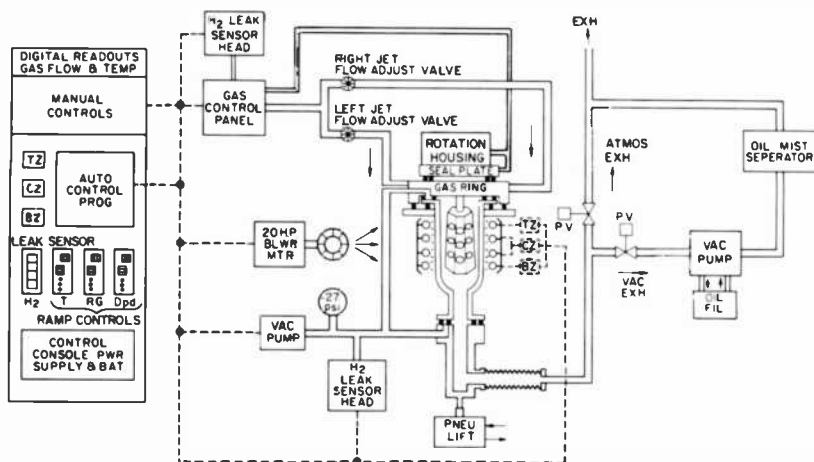 DIGITAL READOUTS
GAS FLOW & TEMP
MANUAL
CONTROLS
TZ
CZ
BZ
AUTO
CONTROL
PROG
LEAK SENSOR
H2
T
RG
Dpd
RAMP CONTROLS
CONTROL
CONSOLE PWR
SUPPLY & BAT
H2 LEAK
SENSOR
HEAD
GAS
CONTROL
PANEL
RIGHT JET
FLOW ADJUST VALVE
LEFT JET
FLOW ADJUST VALVE
ROTATION
HOUSING
SEAL PLATE
GAS RING
20 HP
BLWR
MTR
TZ
CZ
BZ
-27
psi
VAC
PUMP
H2
LEAK
SENSOR
HEAD
PNEU
LIFT
EXH
ATMOS
EXH
OIL MIST
SEPERATOR
PV
PV
VAC
EXH
VAC
PUMP
OIL
FIL